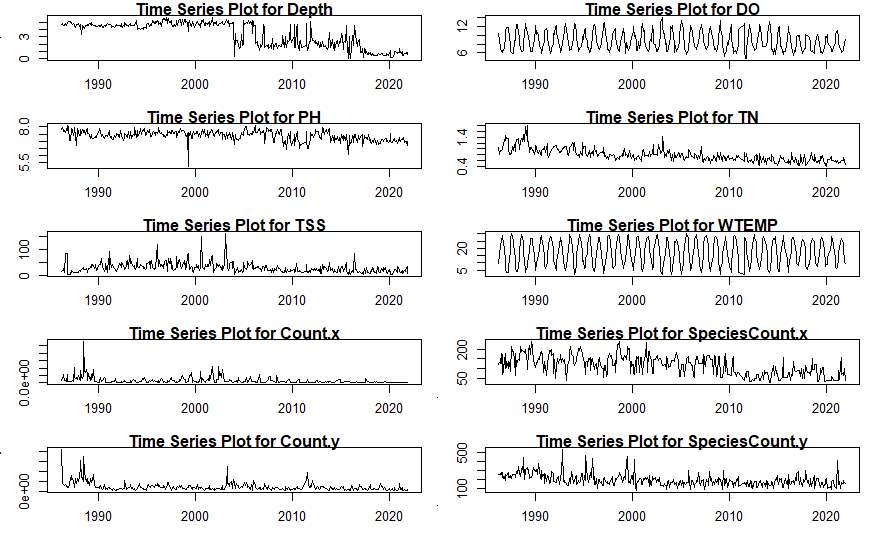 Time Series Plot for Depth
0 3
1990 2000 2010 2020
Time Series Plot for DO
6 12
1990 2000 2010 2020
Time Series Plot for PH
5.5 8.0
1990 2000 2010 2020
Time Series Plot for TN
0.4 1.4
1990 2000 2010 2020
Time Series Plot for TSS
0 100
1990 2000 2010 2020
Time Series Plot for WTEMP
5 20
1990 2000 2010 2020
Time Series Plot for Count.x
0.0e+00
1990 2000 2010 2020
Time Series Plot for SpeciesCount.x
50 200
1990 2000 2010 2020
Time Series Plot for Count.y
0e+00
1990 2000 2010 2020
Time Series Plot for SpeciesCount.y
100 500
1990 2000 2010 2020